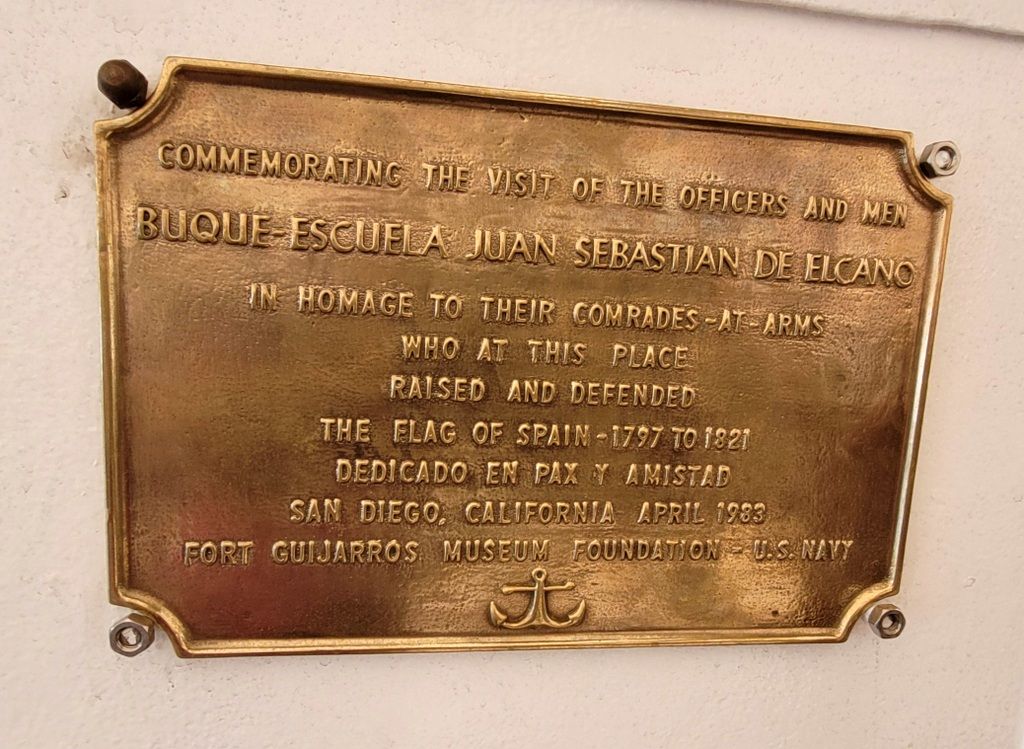 COMMEMORATING THE VISIT OF THE OFFICERS AND MEN
BUQUE-ESCUELA JUAN SEBASTIAN DE ELCANO
IN HOMAGE TO THEIR COMRADES-AT-ARMS
WHO AT THIS PLACE
RAISED AND DEFENDED
THE FLAG OF SPAIN - 1797 TO 1821
DEDICADO EN PAX Y AMISTAD
SAN DIEGO, CALIFORNIA APRIL 1983
FORT GUIJARROS MUSEUM FOUNDATION - U.S. NAVY